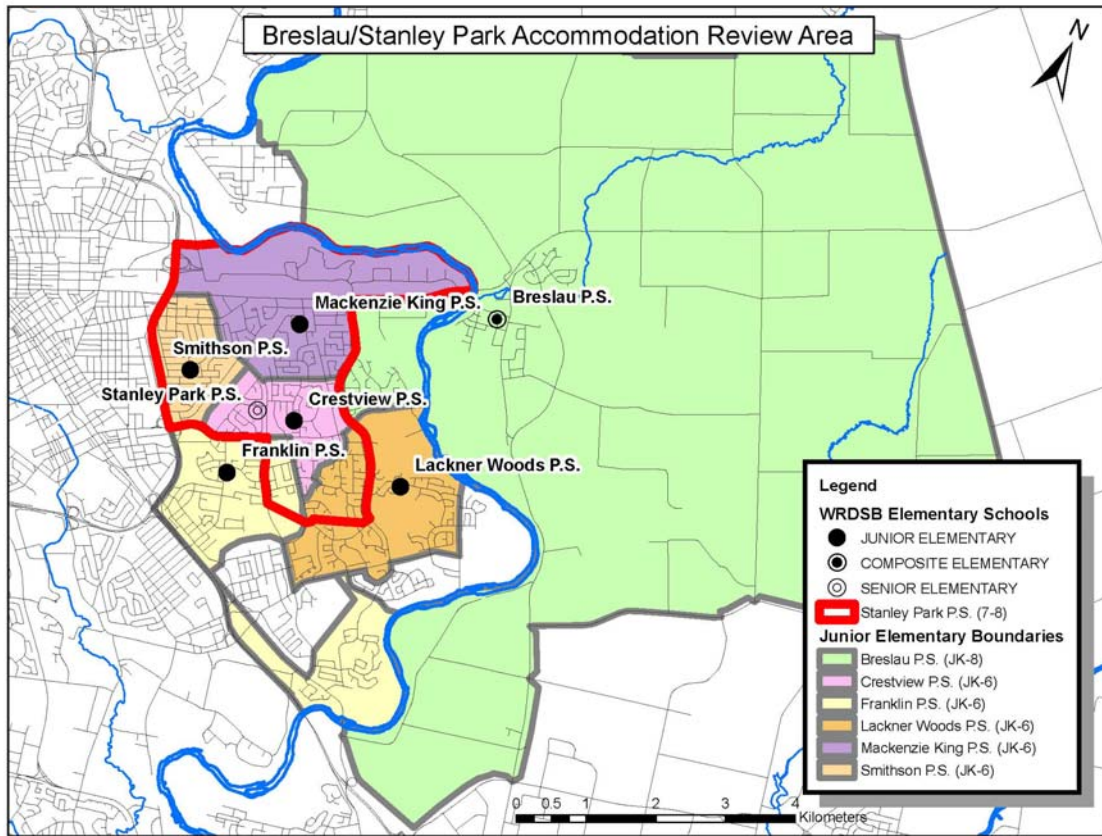 Breslau/Stanley Park Accommodation Review Area
N
Mackenzie King P.S.
Breslau P.S.
Smithson P.S.
Stanley Park P.S.
Crestview P.S.
Franklin P.S.
Lackner Woods P.S.
Legend
WRDSB Elementary Schools
JUNIOR ELEMENTARY
COMPOSITE ELEMENTARY
SENIOR ELEMENTARY
Stanley Park P.S. (7-8)
Junior Elementary Boundaries
Breslau P.S. (JK-8)
Crestview P.S. (JK-6)
Franklin P.S. (JK-6)
Lackner Woods P.S. (JK-6)
Mackenzie King P.S. (JK-6)
Smithson P.S. (JK-6)
0 0.5 1 2 3 4
Kilometers